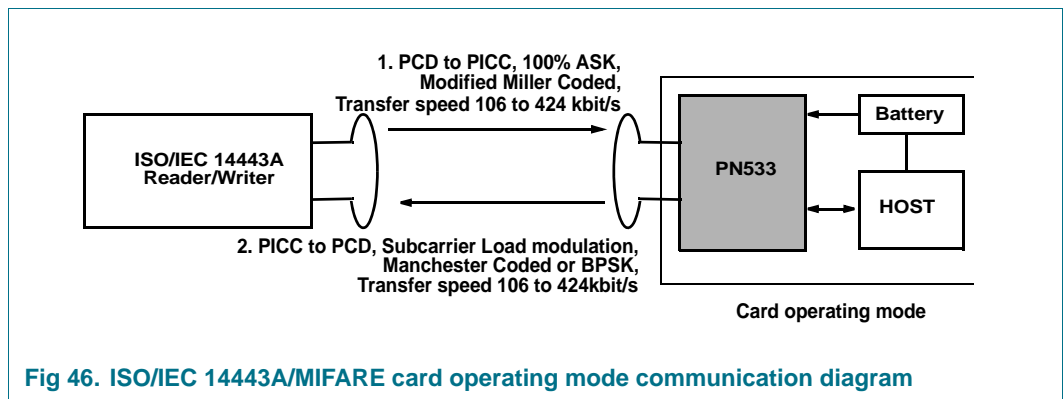 1. PCD to PICC, 100% ASK,
Modified Miller Coded,
Transfer speed 106 to 424 kbit/s
ISO/IEC 14443A
Reader/Writer
PN533
Battery
HOST
2. PICC to PCD, Subcarrier Load modulation,
Manchester Coded or BPSK,
Transfer speed 106 to 424kbit/s
Card operating mode
Fig 46. ISO/IEC 14443A/MIFARE card operating mode communication diagram